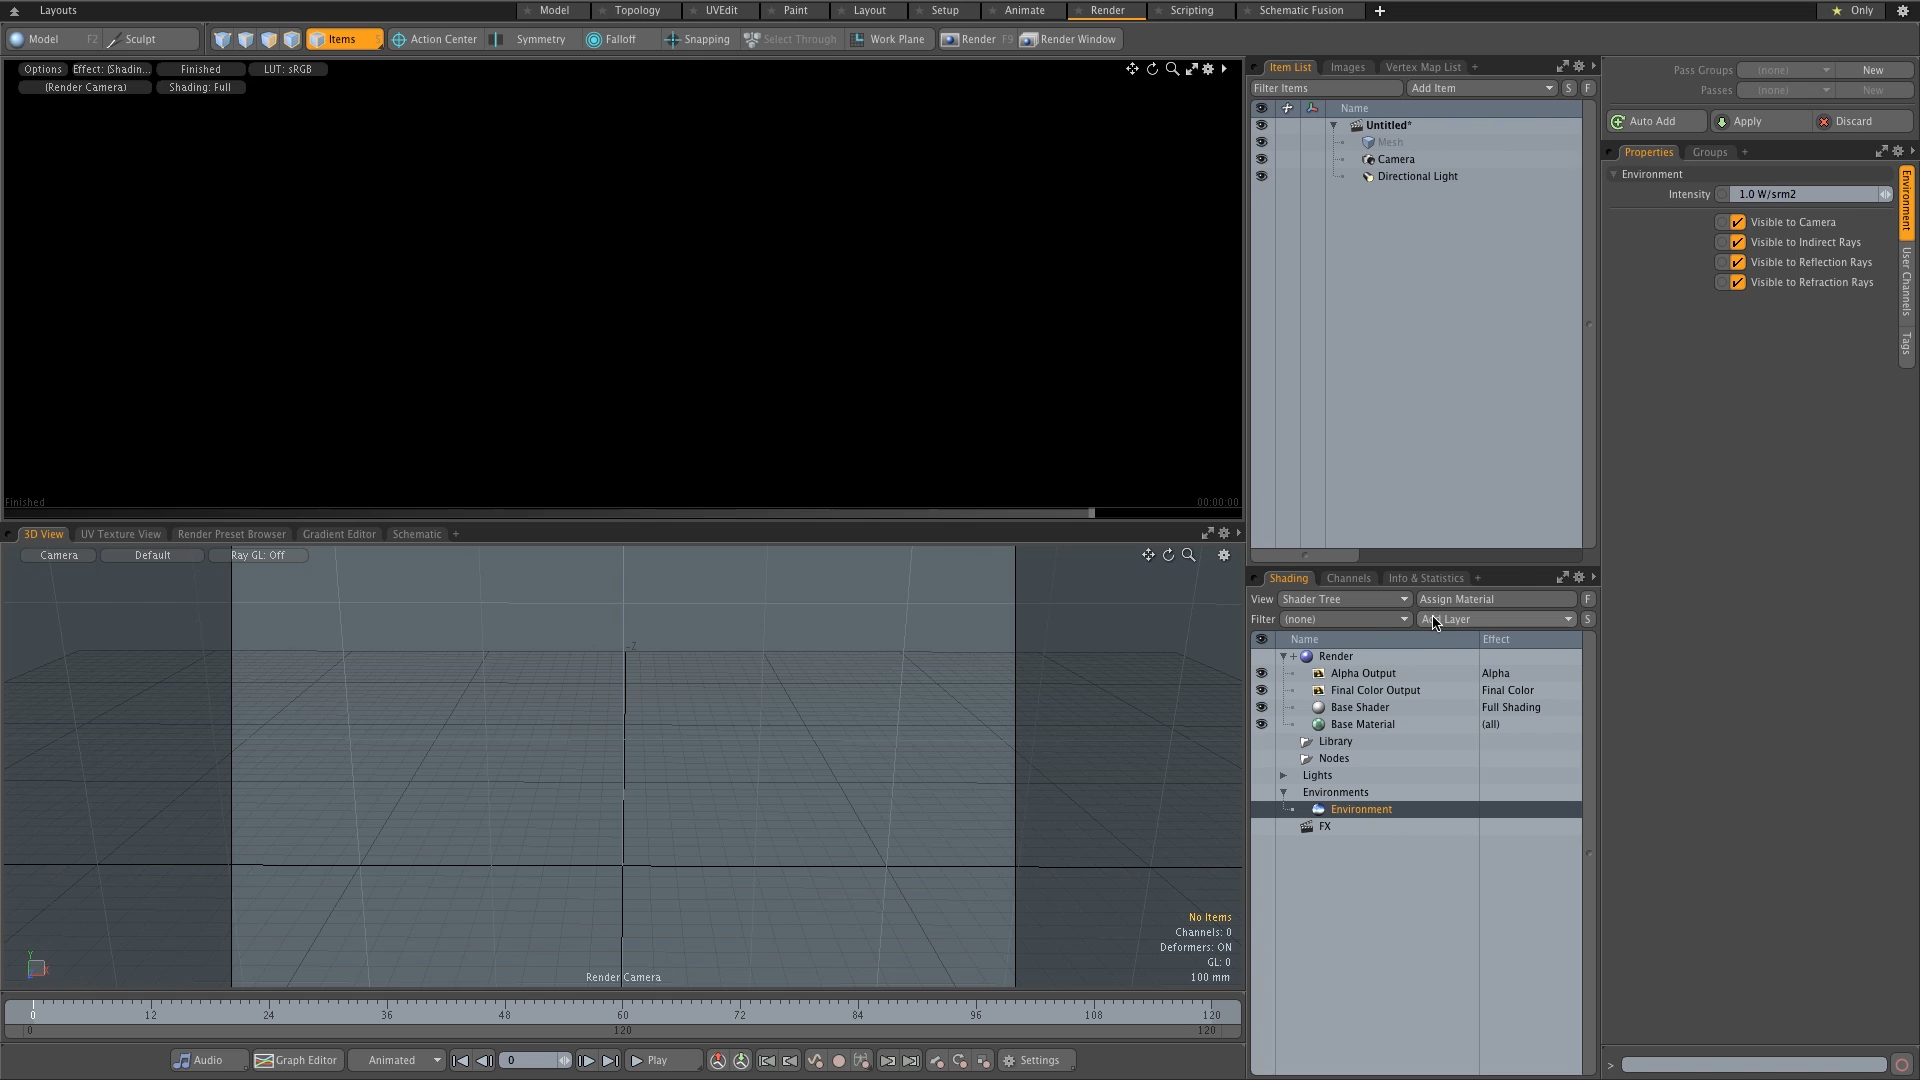 Layouts Model Topology UVEdit Paint Layout Setup Animate Render Scripting Schematic Fusion + Only
Model F2 Sculpt Items 5 Action Center Symmetry Falloff Snapping Select Through Work Plane Render F9 Render Window
Options Effect: (Shadin... Finished LUT: sRGB
(Render Camera) Shading: Full
Finished 00:00:00
3D View UV Texture View Render Preset Browser Gradient Editor Schematic +
Camera Default Ray GL: Off
-Z
Y
X
Z
No Items
Channels: 0
Deformers: ON
GL: 0
100 mm
Render Camera
0 12 24 36 48 60 72 84 96 108 120
0 120 120
Audio Graph Editor Animated 0 Play Settings
Item List Images Vertex Map List +
Filter Items Add Item S F
Name
Untitled*
Mesh
Camera
Directional Light
Shading Channels Info & Statistics +
View Shader Tree Assign Material F
Filter (none) Add Layer S
Name Effect
Render
Alpha Output Alpha
Final Color Output Final Color
Base Shader Full Shading
Base Material (all)
Library
Nodes
Lights
Environments
Environment
FX
Pass Groups (none) New
Passes (none) New
Auto Add Apply Discard
Properties Groups +
Environment
Intensity 1.0 W/srm2
Visible to Camera
Visible to Indirect Rays
Visible to Reflection Rays
Visible to Refraction Rays
Environment
User Channels
Tags
>